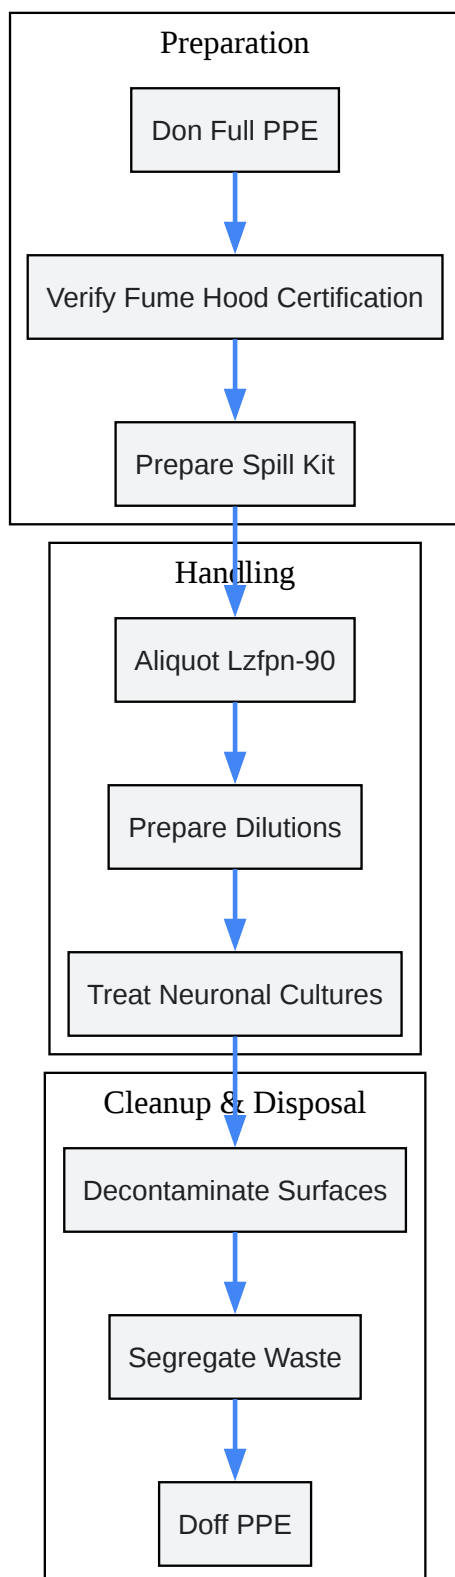 Preparation
Don Full PPE
Verify Fume Hood Certification
Prepare Spill Kit
Handling
Aliquot Lzfpn-90
Prepare Dilutions
Treat Neuronal Cultures
Cleanup & Disposal
Decontaminate Surfaces
Segregate Waste
Doff PPE